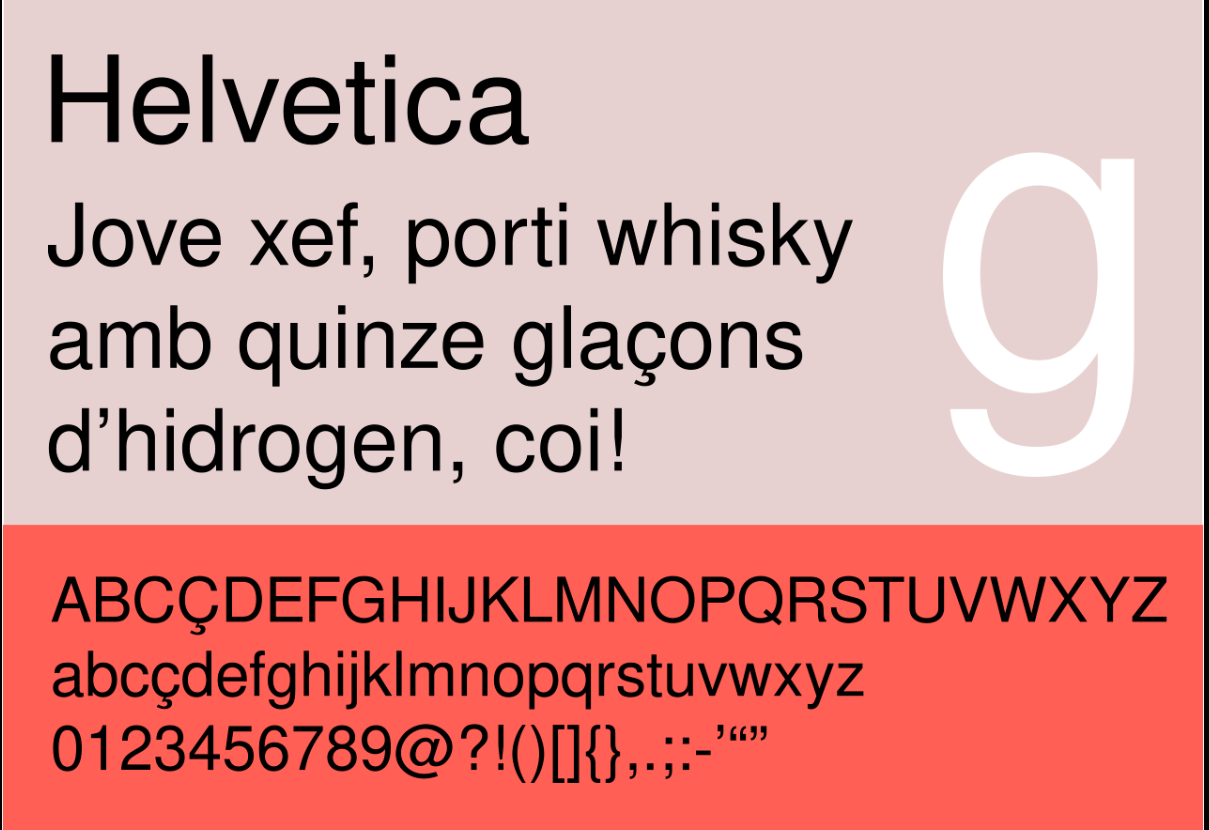 Helvetica
Jove xef, porti whisky
amb quinze glaçons
d’hidrogen, coi!
g
ABCÇDEFGHIJKLMNOPQRSTUVWXYZ
abcçdefghijklmnopqrstuvwxyz
0123456789@?!()[]{},.;:-’“”